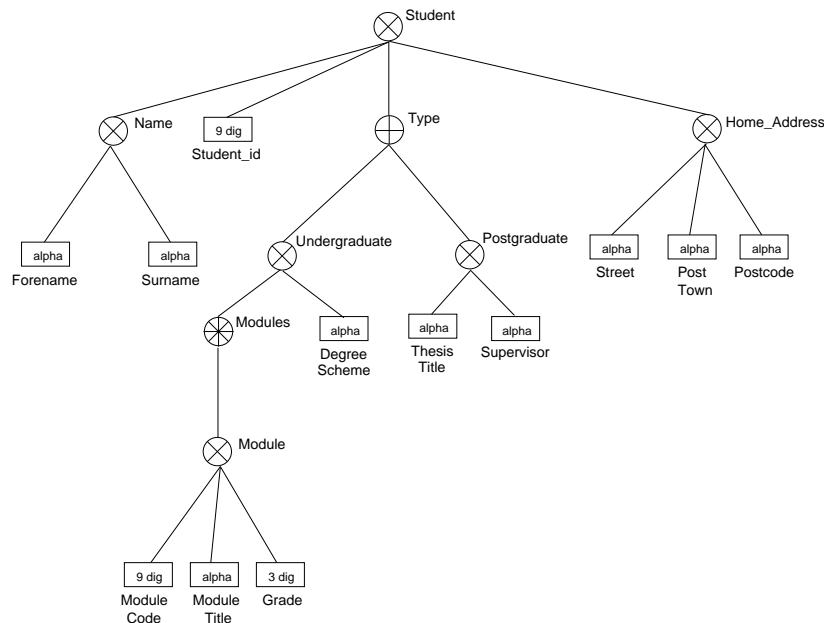 Student
Name
9 dig
Student_id
Type
Home_Address
alpha
Forename
alpha
Surname
Undergraduate
Postgraduate
alpha
Street
alpha
Post
Town
alpha
Postcode
Modules
alpha
Degree
Scheme
alpha
Thesis
Title
alpha
Supervisor
Module
9 dig
Module
Code
alpha
Module
Title
3 dig
Grade